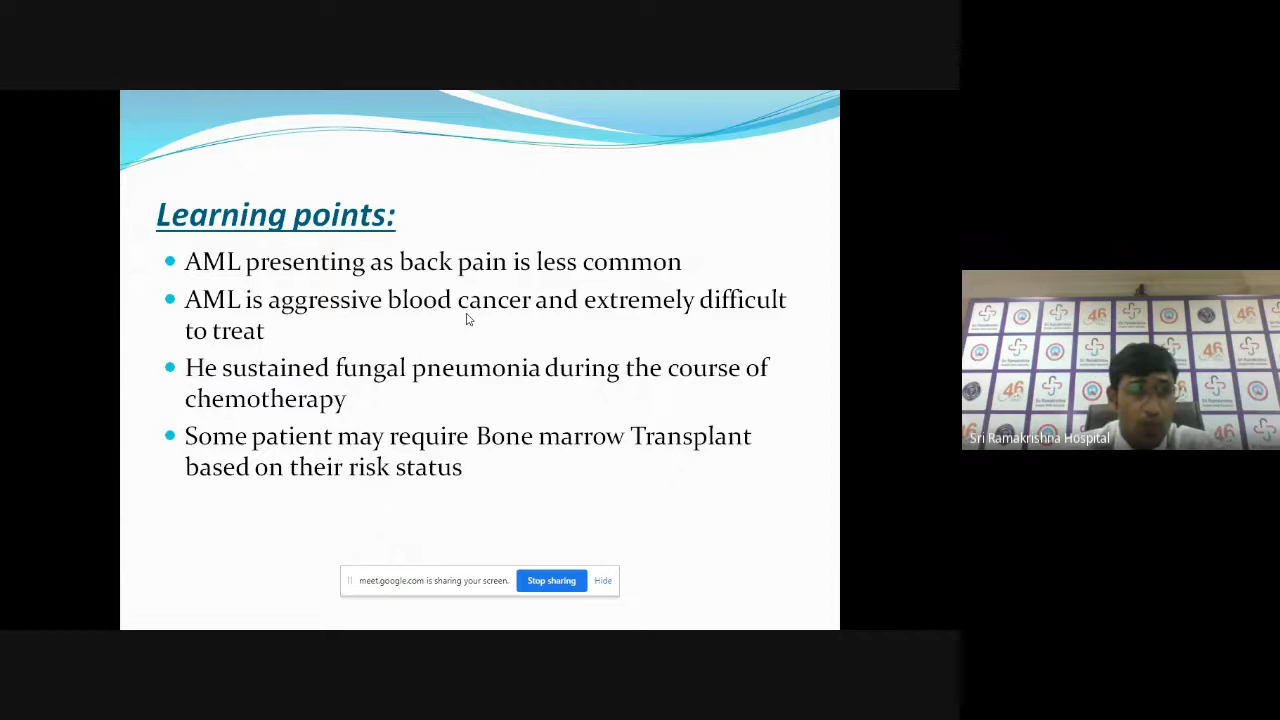 Learning points:
AML presenting as back pain is less common
AML is aggressive blood cancer and extremely difficult
to treat
He sustained fungal pneumonia during the course of
chemotherapy
Some patient may require Bone marrow Transplant
based on their risk status
meet.google.com is sharing your screen.
Stop sharing
Hide
Sri Ramakrishna Hospital